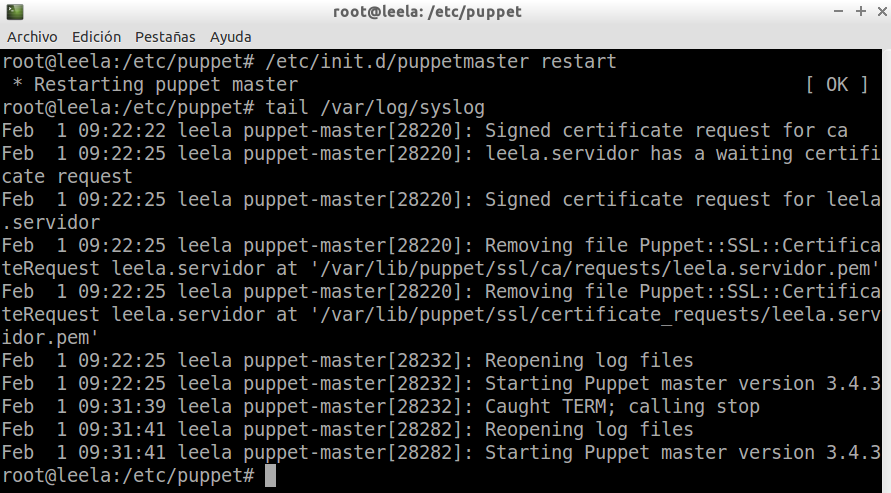 root@leela: /etc/puppet
Archivo Edición Pestañas Ayuda
root@leela:/etc/puppet# /etc/init.d/puppetmaster restart
 * Restarting puppet master [ OK ]
root@leela:/etc/puppet# tail /var/log/syslog
Feb  1 09:22:22 leela puppet-master[28220]: Signed certificate request for ca
Feb  1 09:22:25 leela puppet-master[28220]: leela.servidor has a waiting certifi
cate request
Feb  1 09:22:25 leela puppet-master[28220]: Signed certificate request for leela
.servidor
Feb  1 09:22:25 leela puppet-master[28220]: Removing file Puppet::SSL::Certifica
teRequest leela.servidor at '/var/lib/puppet/ssl/ca/requests/leela.servidor.pem'
Feb  1 09:22:25 leela puppet-master[28220]: Removing file Puppet::SSL::Certifica
teRequest leela.servidor at '/var/lib/puppet/ssl/certificate_requests/leela.serv
idor.pem'
Feb  1 09:22:25 leela puppet-master[28232]: Reopening log files
Feb  1 09:22:25 leela puppet-master[28232]: Starting Puppet master version 3.4.3
Feb  1 09:31:39 leela puppet-master[28232]: Caught TERM; calling stop
Feb  1 09:31:41 leela puppet-master[28282]: Reopening log files
Feb  1 09:31:41 leela puppet-master[28282]: Starting Puppet master version 3.4.3
root@leela:/etc/puppet#